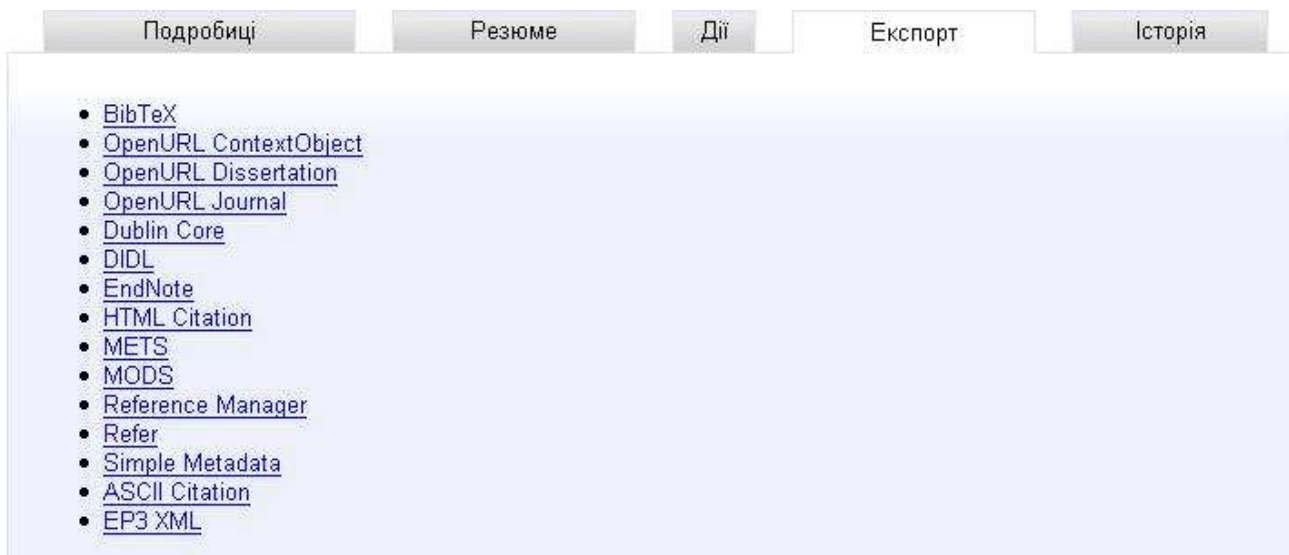 Подробиці Резюме Дії Експорт Історія
BibTeX
OpenURL ContextObject
OpenURL Dissertation
OpenURL Journal
Dublin Core
DIDL
EndNote
HTML Citation
METS
MODS
Reference Manager
Refer
Simple Metadata
ASCII Citation
EP3 XML